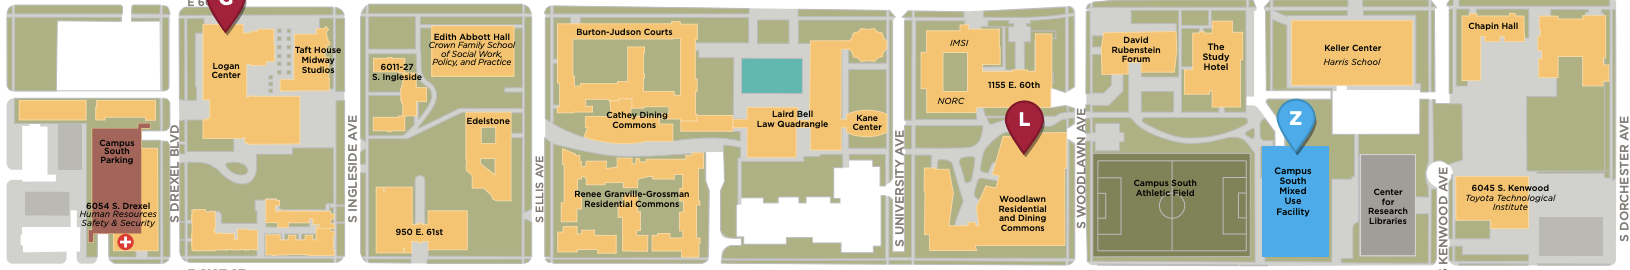 E 60
G
Logan
Center
Taft House
Midway
Studios
Campus
South
Parking
6054 S. Drexel
Human Resources
Safety & Security
S DREXEL BLVD
S INGLESIDE AVE
Edith Abbott Hall
Crown Family School
of Social Work,
Policy, and Practice
6011-27
S. Ingleside
Edelstone
950 E. 61st
S ELLIS AVE
Burton-Judson Courts
Cathey Dining
Commons
Laird Bell
Law Quadrangle
Kane
Center
Renee Granville-Grossman
Residential Commons
S UNIVERSITY AVE
IMSI
NORC
1155 E. 60th
L
Woodlawn
Residential
and Dining
Commons
S WOODLAWN AVE
David
Rubenstein
Forum
The
Study
Hotel
Campus South
Athletic Field
Keller Center
Harris School
Z
Campus
South
Mixed
Use
Facility
Center
for
Research
Libraries
KENWOOD AVE
Chapin Hall
6045 S. Kenwood
Toyota Technological
Institute
S DORCHESTER AVE